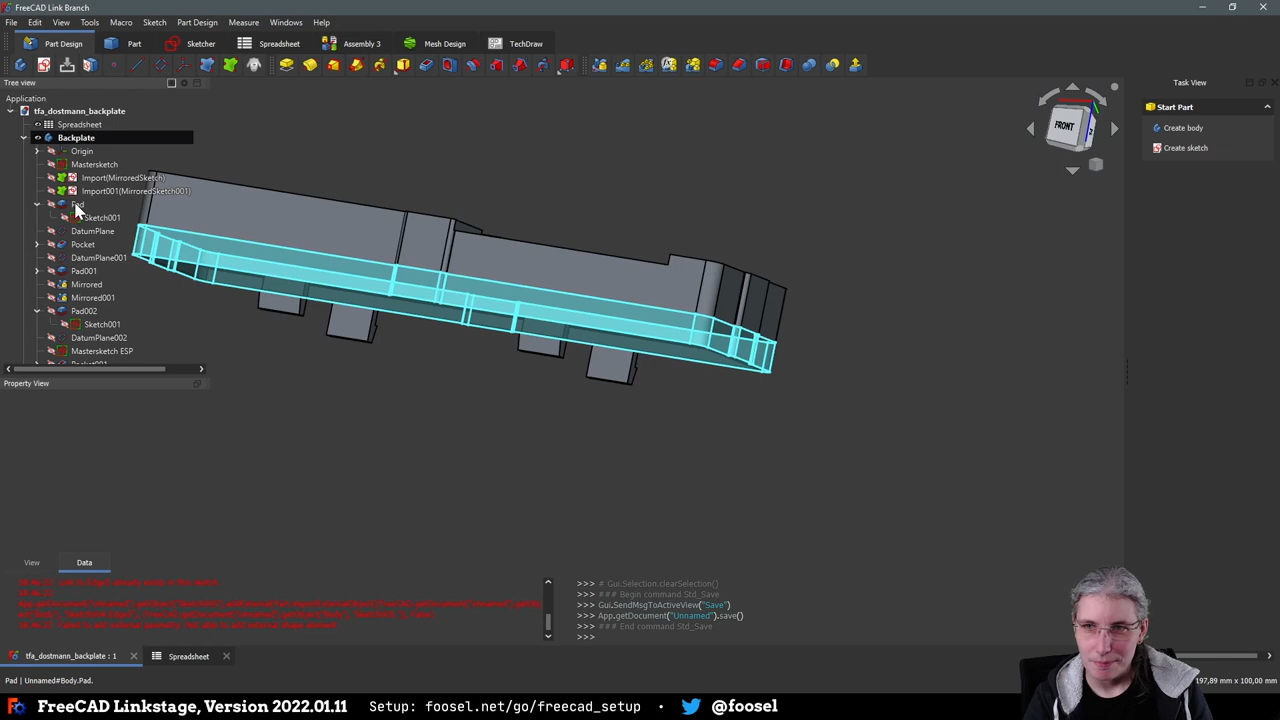 FreeCAD Link Branch
File Edit View Tools Macro Sketch Part Design Measure Windows Help
Part Design Part Sketcher Spreadsheet Assembly 3 Mesh Design TechDraw
Tree view
Task View
Application
tfa_dostmann_backplate
Start Part
Spreadsheet
Backplate
Create body
Origin
Create sketch
Mastersketch
Import(MirroredSketch)
Import001(MirroredSketch001)
Pad
Sketch001
DatumPlane
Pocket
DatumPlane001
Pad001
Mirrored
Mirrored001
Pad002
Sketch001
DatumPlane002
Mastersketch ESP
FRONT
Property View
View Data
>>> # Gui.Selection.clearSelection()
>>> ### Begin command Std_Save
>>> Gui.SendMsgToActiveView("Save")
>>> App.getDocument("Unnamed").save()
>>> ### End command Std_Save
>>>
tfa_dostmann_backplate : 1 Spreadsheet
Pad | Unnamed#Body.Pad.
197,89 mm x 100,00 mm
FreeCAD Linkstage, Version 2022.01.11 Setup: foosel.net/go/freecad_setup • @foosel